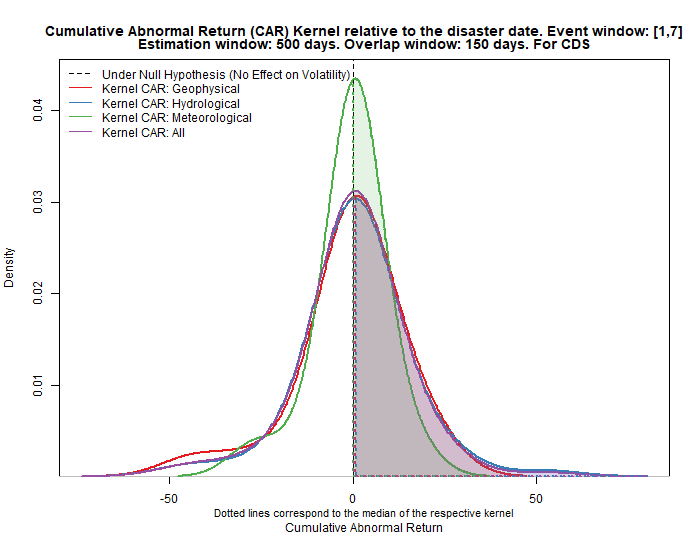 Cumulative Abnormal Return (CAR) Kernel relative to the disaster date. Event window: [1,7]
Estimation window: 500 days. Overlap window: 150 days. For CDS
Under Null Hypothesis (No Effect on Volatility)
Kernel CAR: Geophysical
Kernel CAR: Hydrological
Kernel CAR: Meteorological
Kernel CAR: All
0.04
0.03
0.02
0.01
Density
-50 0 50
Dotted lines correspond to the median of the respective kernel
Cumulative Abnormal Return